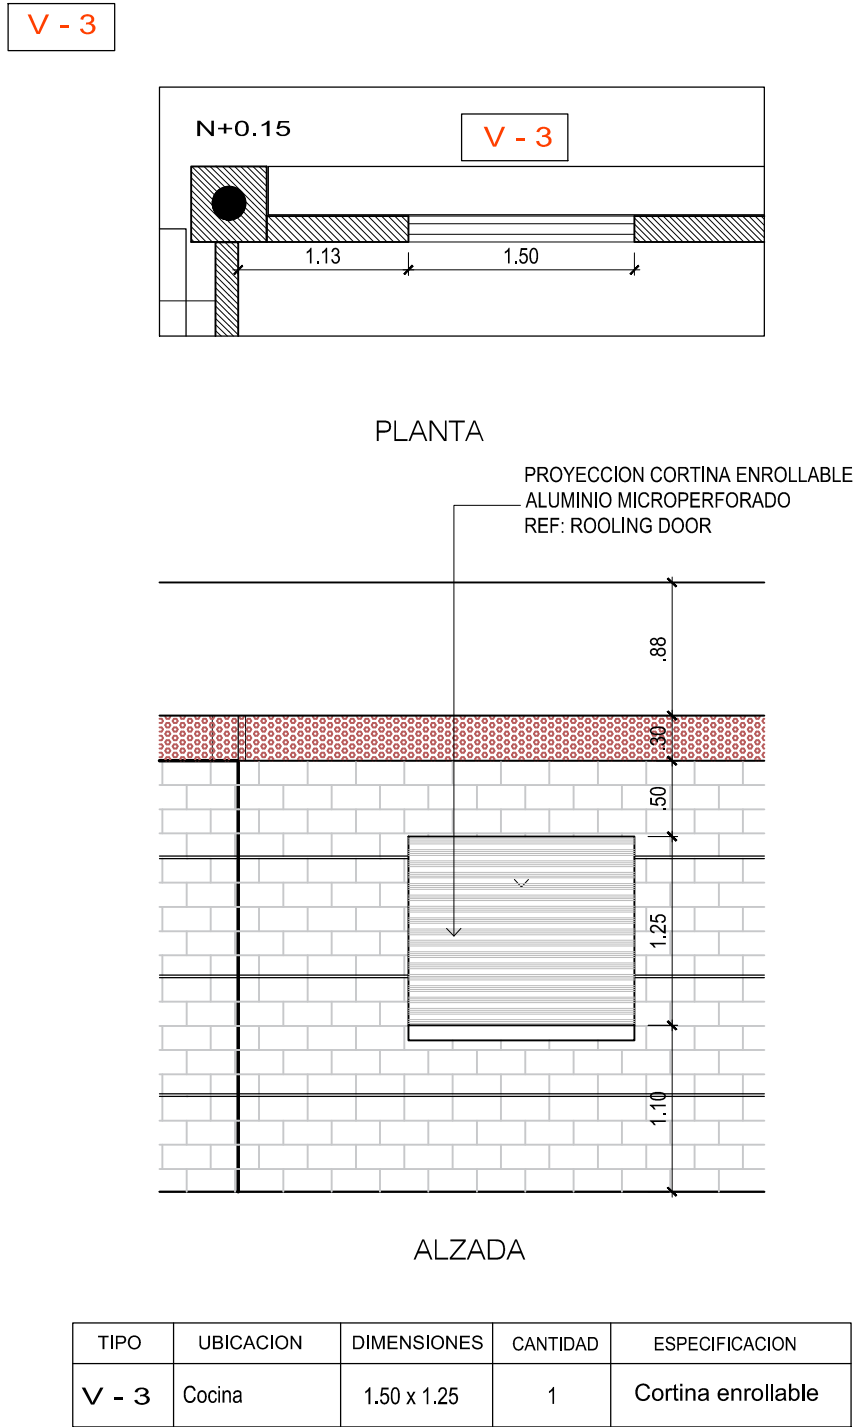 V - 3
N+0.15
V - 3
1.13
1.50
PLANTA
PROYECCION CORTINA ENROLLABLE
ALUMINIO MICROPERFORADO
REF: ROOLING DOOR
.88
.30
.50
1.25
1.10
ALZADA
TIPO UBICACION DIMENSIONES CANTIDAD ESPECIFICACION
V - 3 Cocina 1.50 x 1.25 1 Cortina enrollable